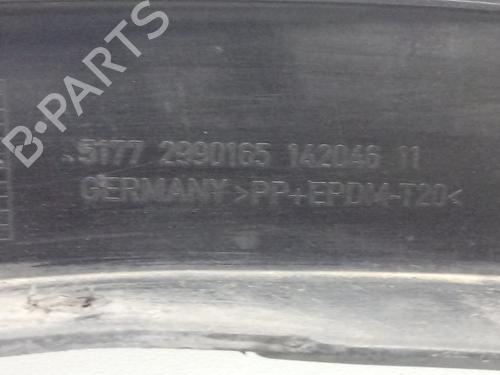 B·PARTS
5177 2990165 142046 11
GERMANY >PP+EPDM-T20<